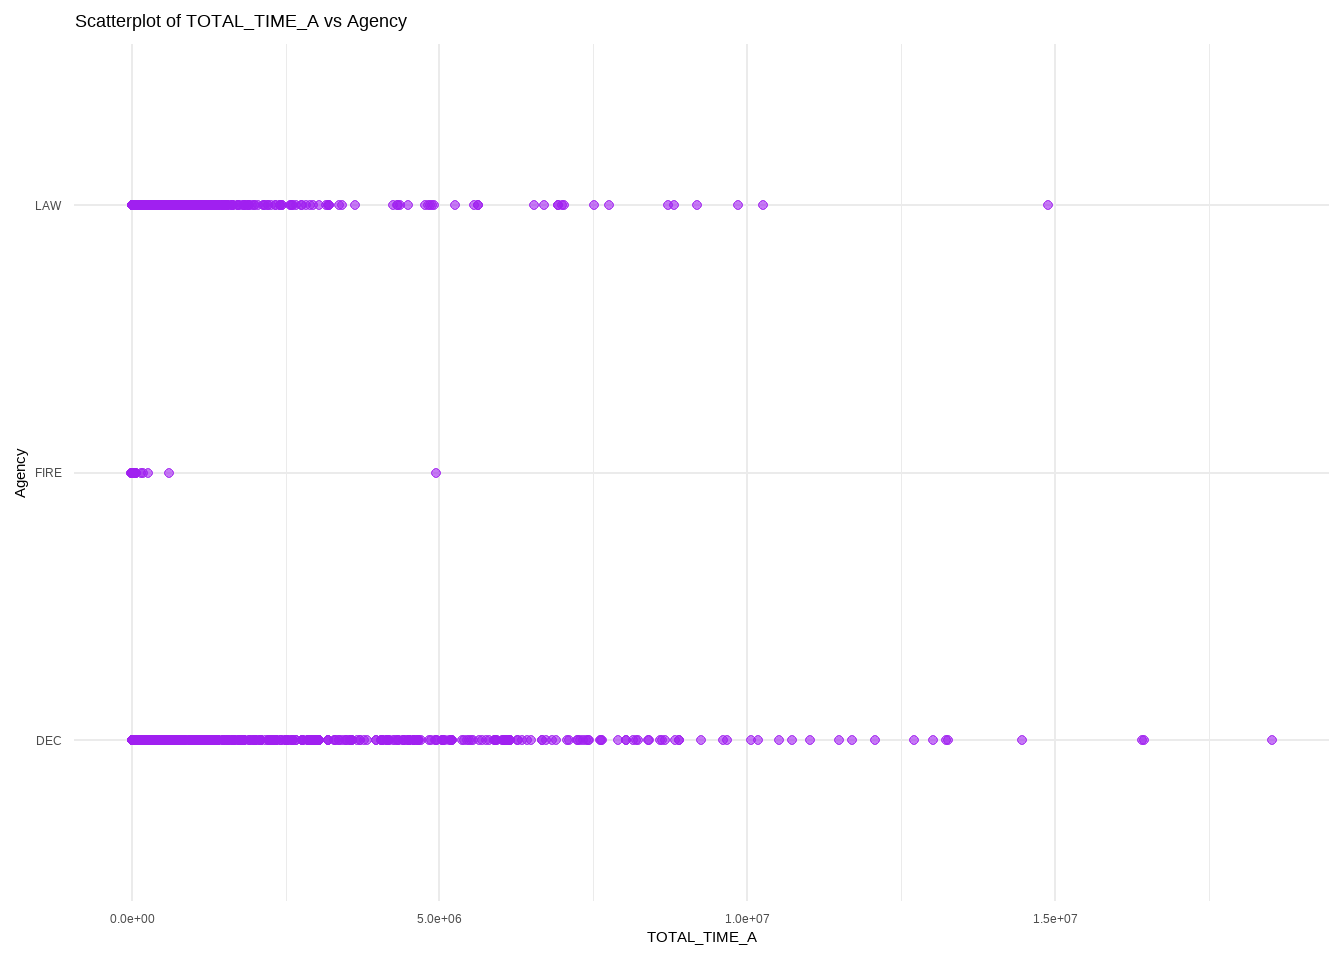 Scatterplot of TOTAL_TIME_A vs Agency
LAW
FIRE
DEC
Agency
0.0e+00
5.0e+06
1.0e+07
1.5e+07
TOTAL_TIME_A